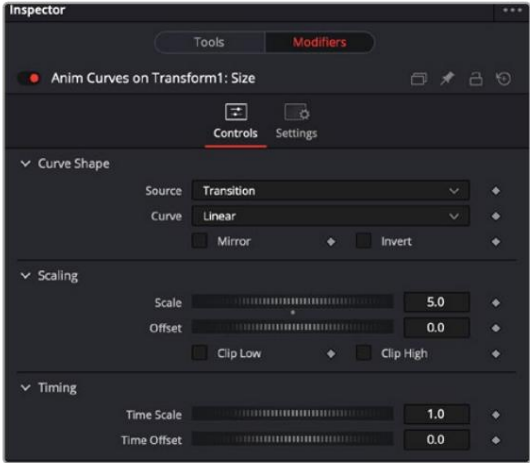 Inspector
Tools Modifiers
Anim Curves on Transform1: Size
Controls Settings
Curve Shape
Source Transition
Curve Linear
Mirror Invert
Scaling
Scale 5.0
Offset 0.0
Clip Low Clip High
Timing
Time Scale 1.0
Time Offset 0.0